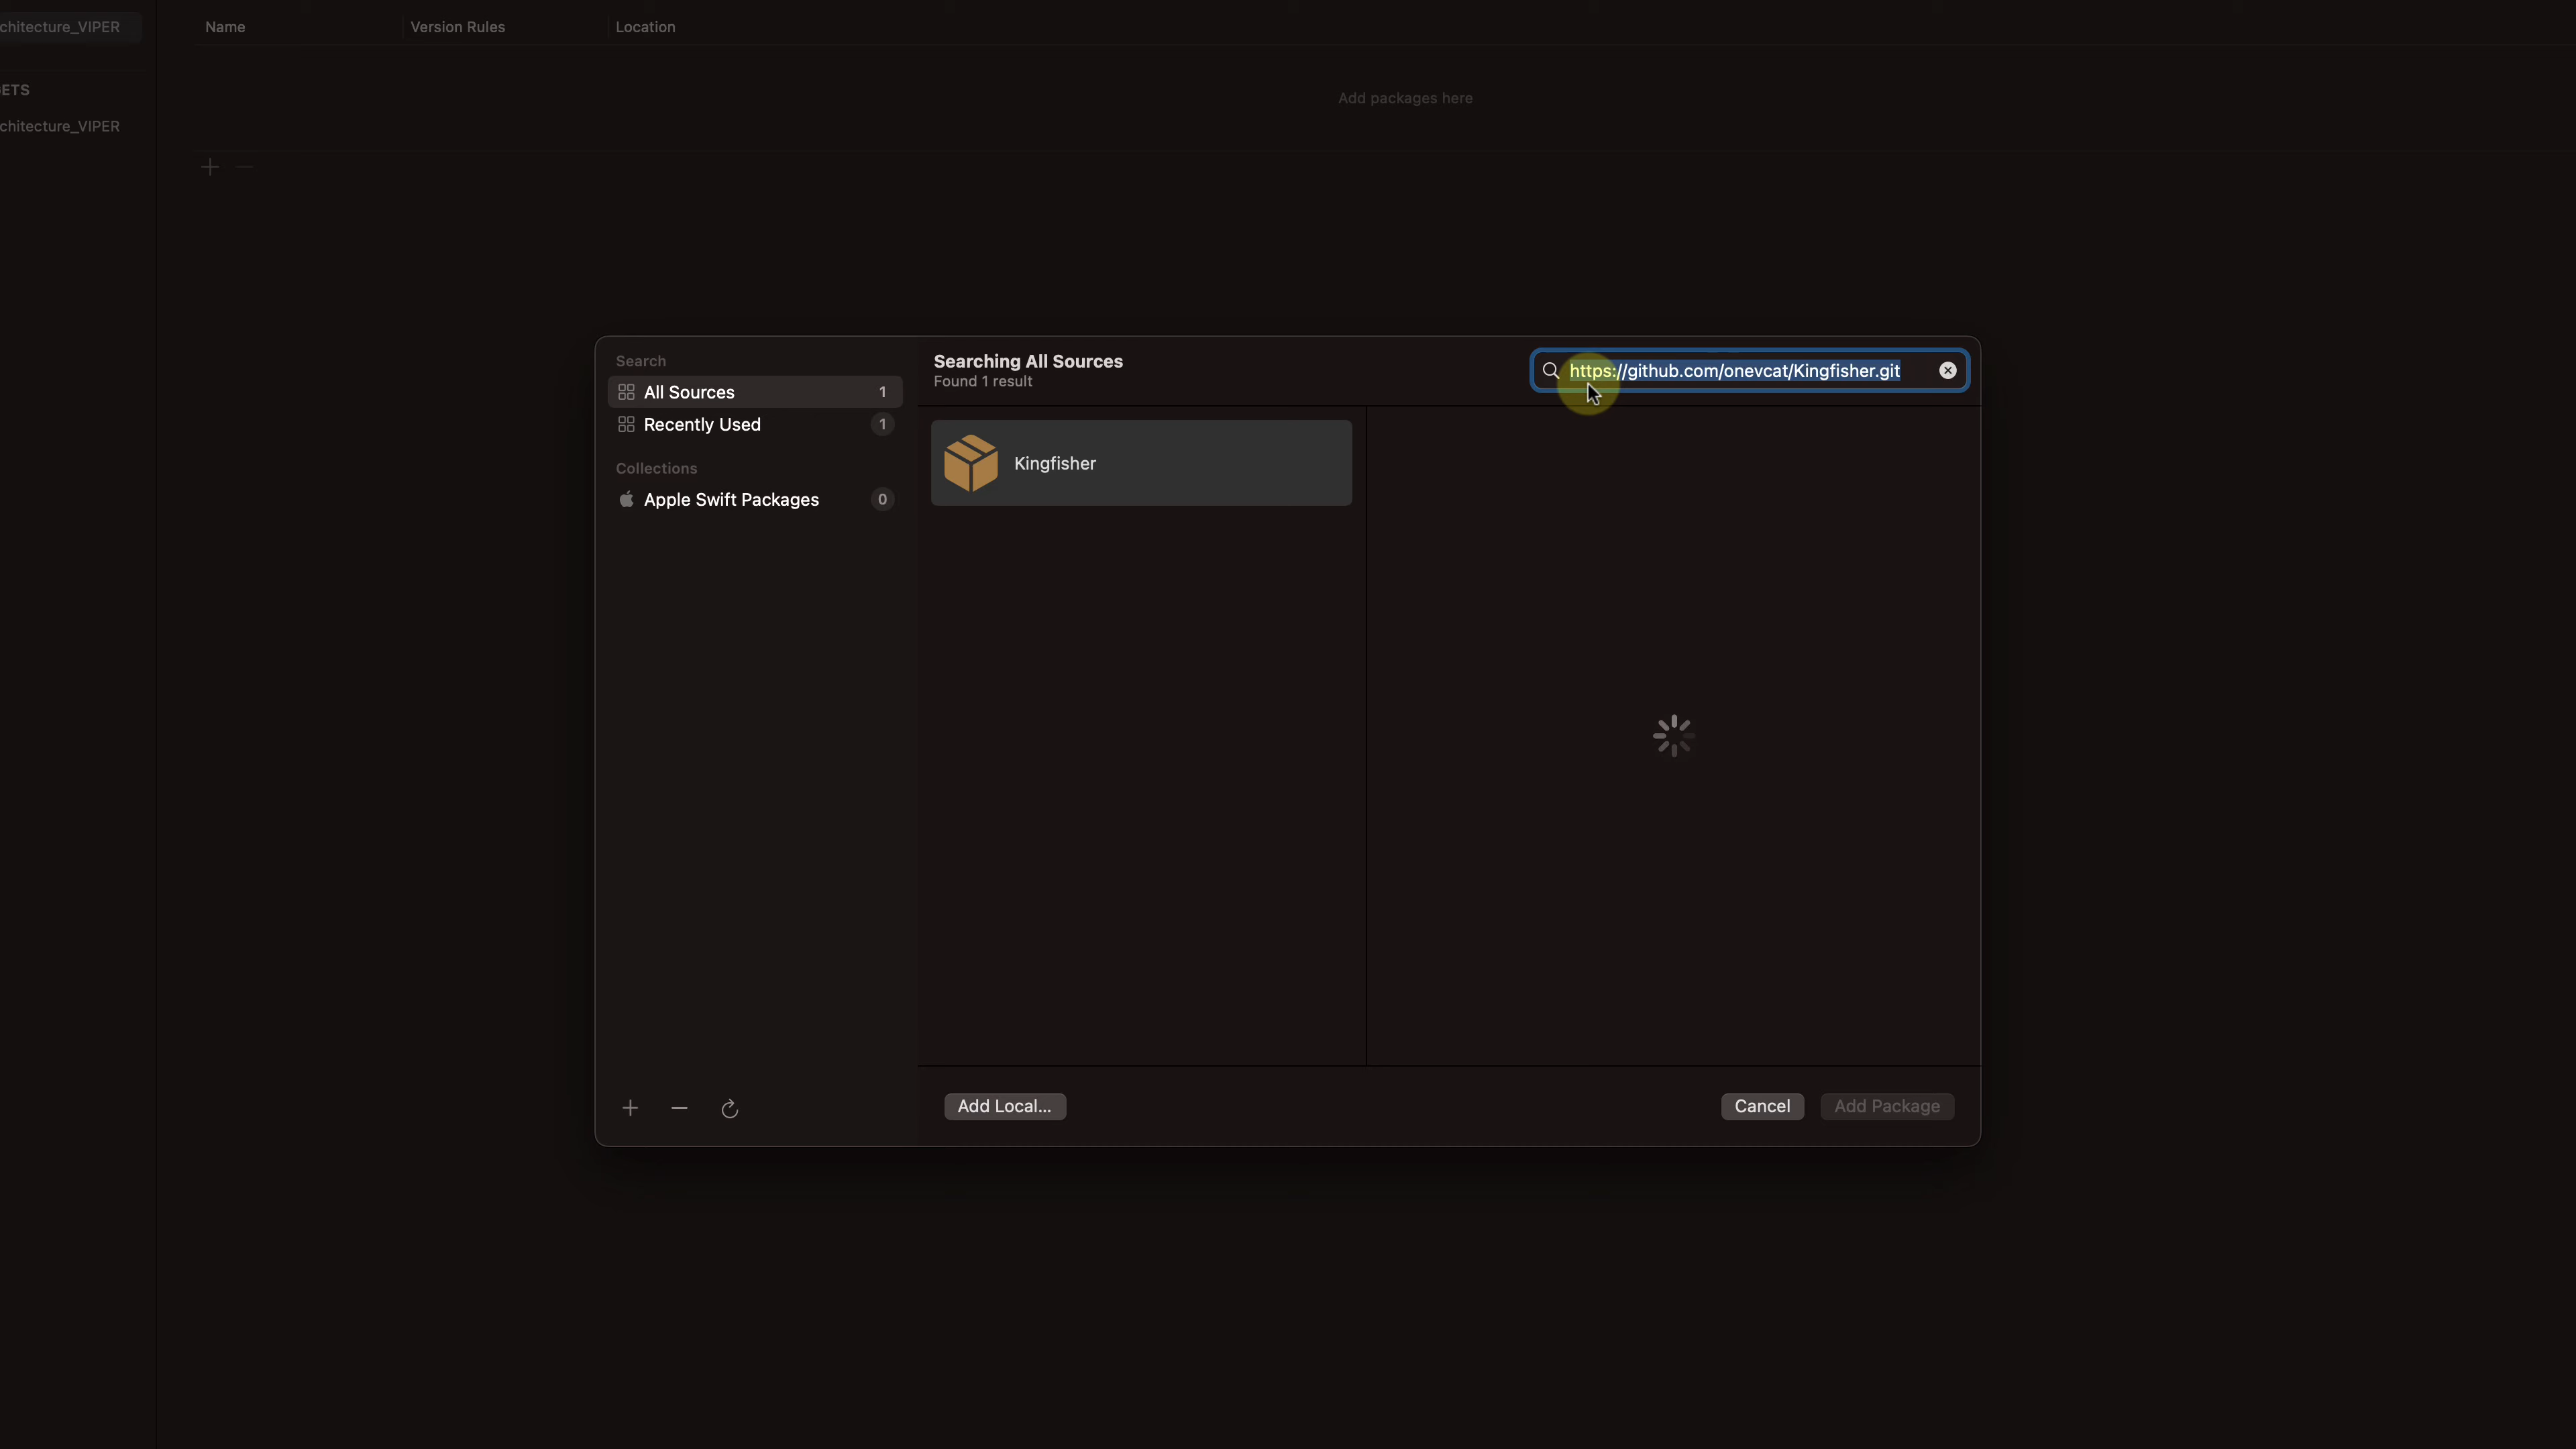 chitecture_VIPER
Name
Version Rules
Location
ETS
Add packages here
chitecture_VIPER
Search
Searching All Sources
Found 1 result
https://github.com/onevcat/Kingfisher.git
All Sources
1
Recently Used
1
Kingfisher
Collections
Apple Swift Packages
0
Add Local...
Cancel
Add Package